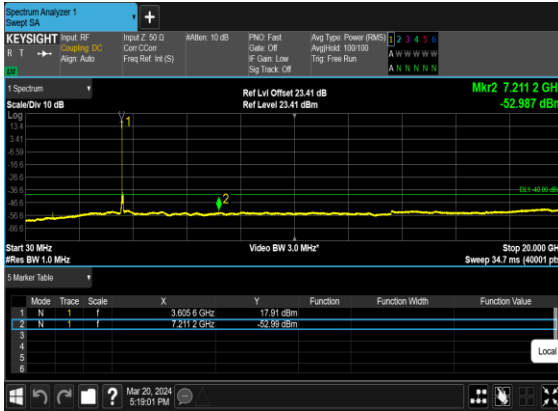 Spectrum Analyzer 1
Swept SA
KEYSIGHT Input: RF Input Z: 50 Ω #Atten: 10 dB PNO: Fast Avg Type: Power (RMS) 1 2 3 4 5 6
R T Coupling: DC Corr CCorr Gate: Off Avg|Hold: 100/100 A W W W W W
Align: Auto Freq Ref: Int (S) IF Gain: Low Trig: Free Run
Sig Track: Off A N N N N N
1 Spectrum Ref Lvl Offset 23.41 dB Mkr2 7.211 2 GH
Scale/Div 10 dB Ref Level 23.41 dBm -52.987 dBm
Log
13.4
3.41
-6.59
-16.6
-26.6
-36.6
-46.6
-56.6
-66.6
1
2
DL1 -40.00 dB
Start 30 MHz Video BW 3.0 MHz* Stop 20.000 GH
#Res BW 1.0 MHz Sweep 34.7 ms (40001 pts
5 Marker Table
Mode Trace Scale X Y Function Function Width Function Value
1 N 1 f 3.605 6 GHz 17.91 dBm
2 N 1 f 7.211 2 GHz -52.99 dBm
3
4
5
6
Local
? Mar 20, 2024
5:19:01 PM